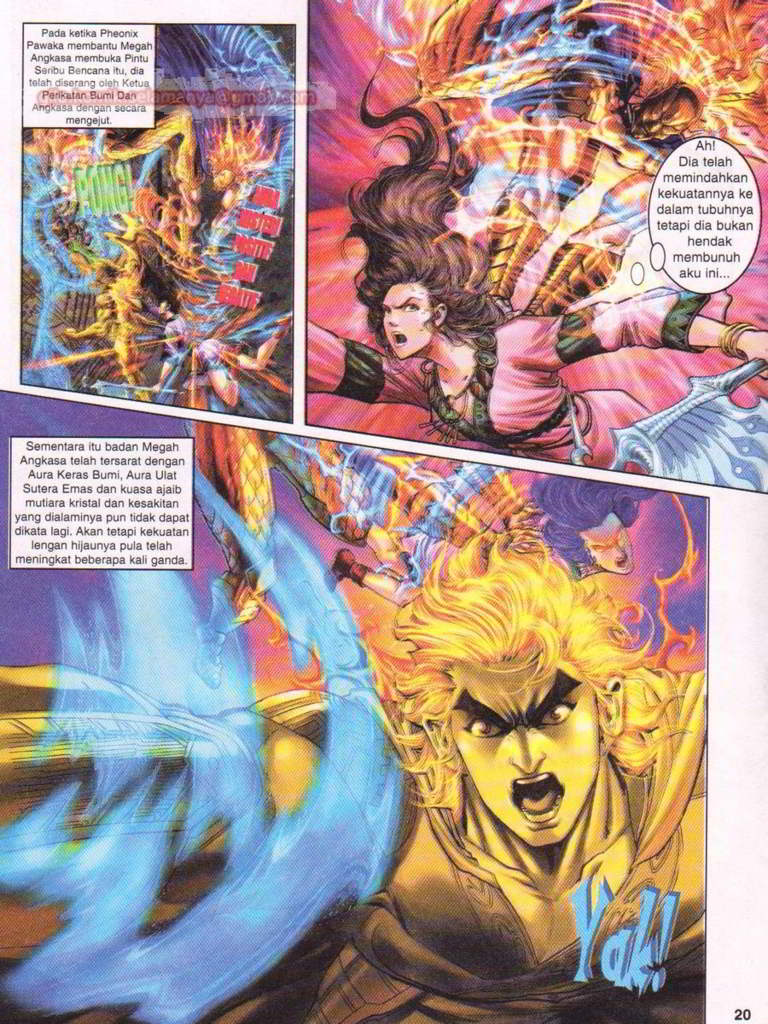 Pada ketika Pheonix
Pawaka membantu Megah
Angkasa membuka Pintu
Seribu Bencana itu, dia
telah diserang oleh Ketua
Perikatan Bumi Dan
Angkasa dengan secara
mengejut.
Ah!
Dia telah
memindahkan
kekuatannya ke
dalam tubuhnya
tetapi dia bukan
hendak
membunuh
aku ini...
Sementara itu badan Megah
Angkasa telah tersarat dengan
Aura Keras Bumi, Aura Ulat
Sutera Emas dan kuasa ajaib
mutiara kristal dan kesakitan
yang dialaminya pun tidak dapat
dikata lagi. Akan tetapi kekuatan
lengan hijaunya pula telah
meningkat beberapa kali ganda.
Yak!
20